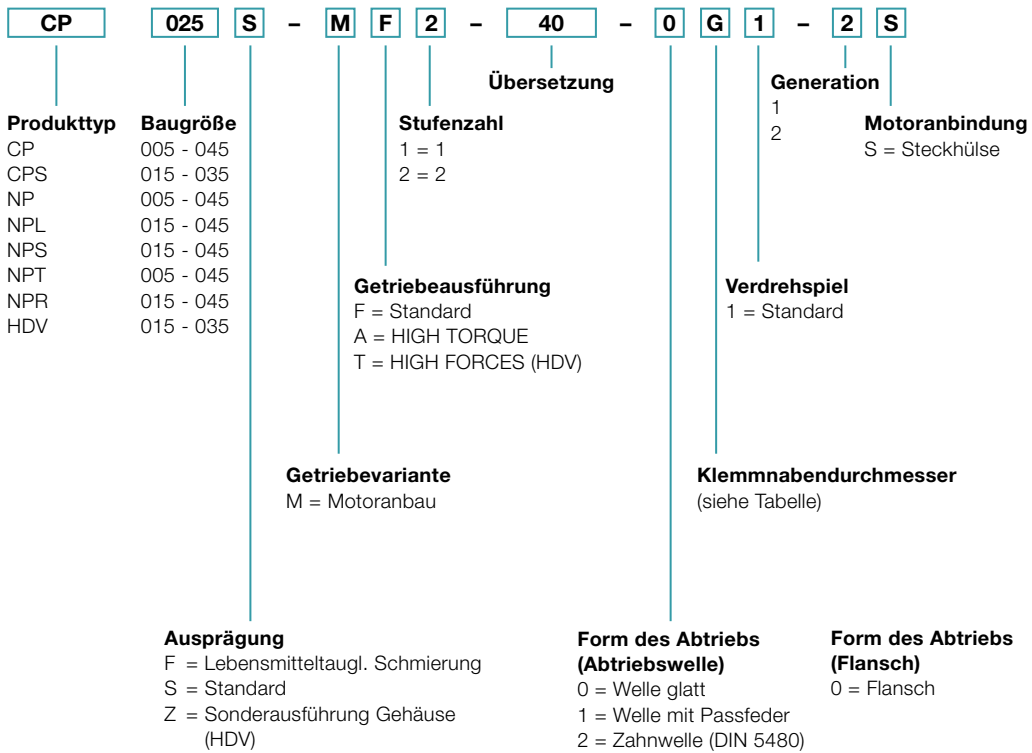 CP 025 S – M F 2 – 40 – 0 G 1 – 2 S
Übersetzung
Generation
1
2
Produkttyp
CP
CPS
NP
NPL
NPS
NPT
NPR
HDV
Baugröße
005 - 045
015 - 035
005 - 045
015 - 045
015 - 045
005 - 045
015 - 045
015 - 035
Stufenzahl
1 = 1
2 = 2
Motoranbindung
S = Steckhülse
Getriebeausführung
F = Standard
A = HIGH TORQUE
T = HIGH FORCES (HDV)
Verdrehspiel
1 = Standard
Getriebevariante
M = Motoranbau
Klemmnabendurchmesser
(siehe Tabelle)
Ausprägung
F = Lebensmitteltaugl. Schmierung
S = Standard
Z = Sonderausführung Gehäuse
(HDV)
Form des Abtriebs
(Abtriebswelle)
0 = Welle glatt
1 = Welle mit Passfeder
2 = Zahnwelle (DIN 5480)
Form des Abtriebs
(Flansch)
0 = Flansch